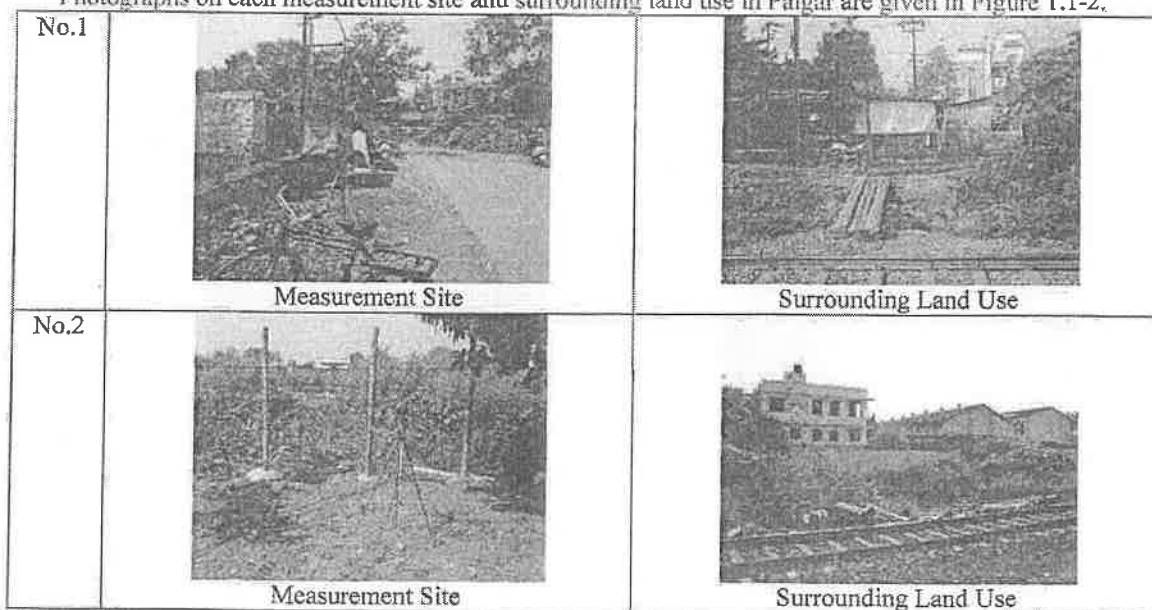 Photographs on each measurement site and surrounding land use in Palgar are given in Figure 1.1-2.
No.1
Measurement Site
Surrounding Land Use
No.2
Measurement Site
Surrounding Land Use